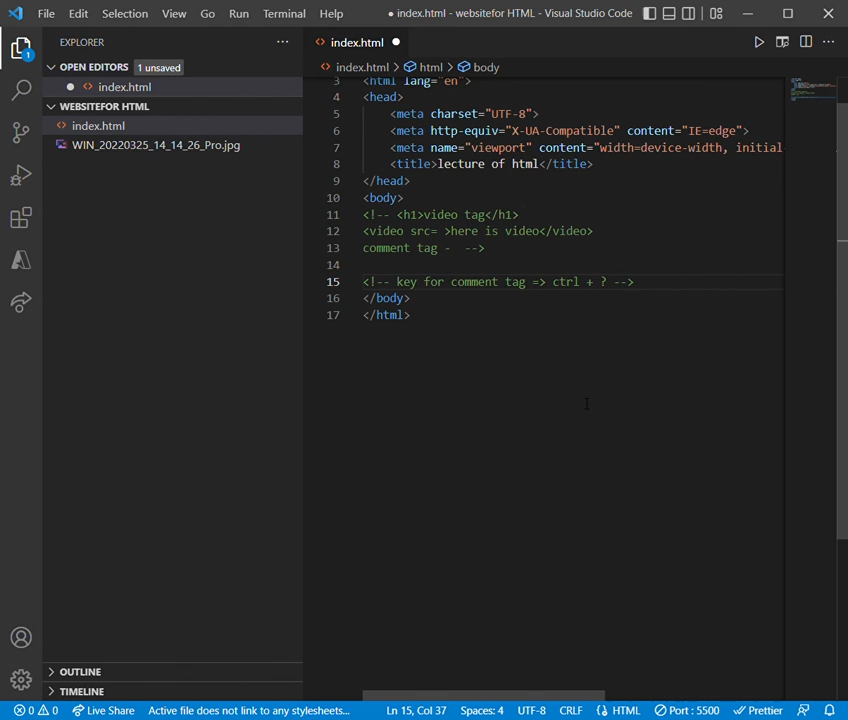 File Edit Selection View Go Run Terminal Help ● index.html - websitefor HTML - Visual Studio Code
EXPLORER ...
index.html ●
OPEN EDITORS 1 unsaved
index.html > html > body
● index.html
WEBSITEFOR HTML
index.html
WIN_20220325_14_14_26_Pro.jpg
1
3 <html lang="en">
4 <head>
5 <meta charset="UTF-8">
6 <meta http-equiv="X-UA-Compatible" content="IE=edge">
7 <meta name="viewport" content="width=device-width, initial
8 <title>lecture of html</title>
9 </head>
10 <body>
11 <!-- <h1>video tag</h1>
12 <video src= >here is video</video>
13 comment tag -  -->
14
15 <!-- key for comment tag => ctrl + ? -->
16 </body>
17 </html>
OUTLINE
TIMELINE
0 0 Live Share Active file does not link to any stylesheets... Ln 15, Col 37 Spaces: 4 UTF-8 CRLF HTML Port : 5500 Prettier